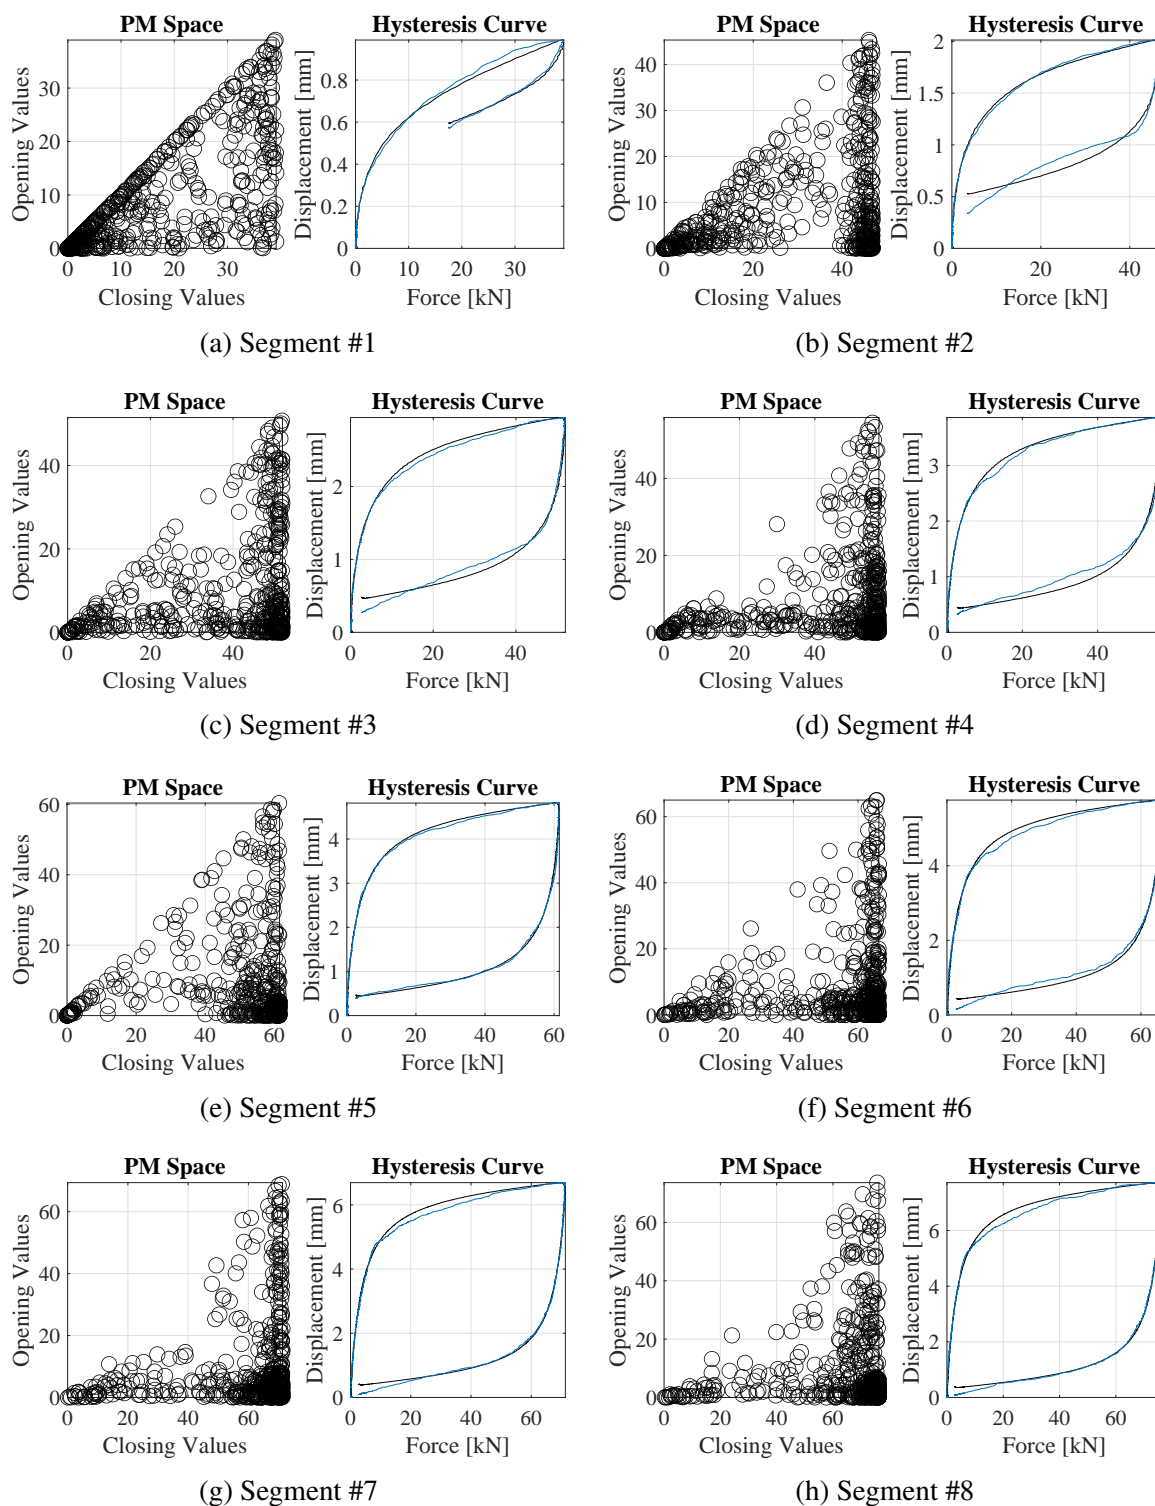 PM Space
Hysteresis Curve
PM Space
Hysteresis Curve
Opening Values
30
20
10
0
0 10 20 30
Closing Values
Displacement [mm]
0.8
0.6
0.4
0.2
0
0 10 20 30
Force [kN]
Opening Values
40
30
20
10
0
0 20 40
Closing Values
Displacement [mm]
2
1.5
1
0.5
0
0 20 40
Force [kN]
(a) Segment #1
(b) Segment #2
PM Space
Hysteresis Curve
PM Space
Hysteresis Curve
Opening Values
40
20
0
0 20 40
Closing Values
Displacement [mm]
2
1
0
0 20 40
Force [kN]
Opening Values
40
20
0
0 20 40
Closing Values
Displacement [mm]
3
2
1
0
0 20 40
Force [kN]
(c) Segment #3
(d) Segment #4
PM Space
Hysteresis Curve
PM Space
Hysteresis Curve
Opening Values
60
40
20
0
0 20 40 60
Closing Values
Displacement [mm]
4
3
2
1
0
0 20 40 60
Force [kN]
Opening Values
60
40
20
0
0 20 40 60
Closing Values
Displacement [mm]
4
2
0
0 20 40 60
Force [kN]
(e) Segment #5
(f) Segment #6
PM Space
Hysteresis Curve
PM Space
Hysteresis Curve
Opening Values
60
40
20
0
0 20 40 60
Closing Values
Displacement [mm]
6
4
2
0
0 20 40 60
Force [kN]
Opening Values
60
40
20
0
0 20 40 60
Closing Values
Displacement [mm]
6
4
2
0
0 20 40 60
Force [kN]
(g) Segment #7
(h) Segment #8